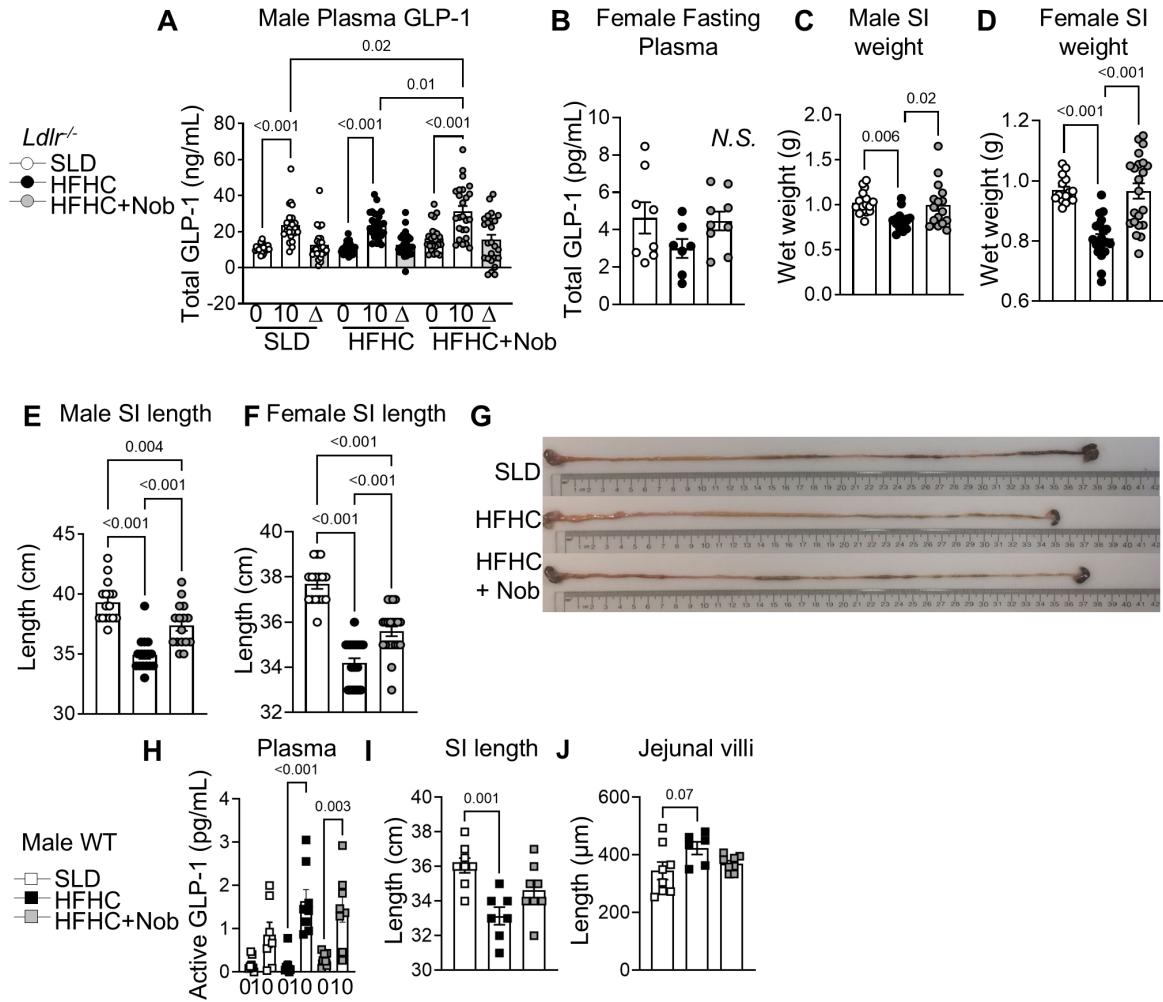 A Male Plasma GLP-1
0.02
0.01
<0.001 <0.001 <0.001
Ldlr-/-
SLD
HFHC
HFHC+Nob
Total GLP-1 (ng/mL)
80
60
40
20
0
-20
0 10 Δ 0 10 Δ 0 10 Δ
SLD HFHC HFHC+Nob
B Female Fasting
Plasma
N.S.
Total GLP-1 (pg/mL)
10
8
6
4
2
0
C Male SI
weight
0.02
0.006
Wet weight (g)
2.0
1.5
1.0
0.5
0.0
D Female SI
weight
<0.001
<0.001
Wet weight (g)
1.2
1.0
0.8
0.6
E Male SI length
0.004
<0.001
<0.001
Length (cm)
45
40
35
30
F Female SI length
<0.001
<0.001
<0.001
Length (cm)
40
38
36
34
32
G
SLD
HFHC
HFHC
+ Nob
H Plasma
<0.001
0.003
Male WT
SLD
HFHC
HFHC+Nob
Active GLP-1 (pg/mL)
4
3
2
1
0
010 010 010
I SI length
0.001
Length (cm)
40
38
36
34
32
30
J Jejunal villi
0.07
Length (μm)
600
400
200
0